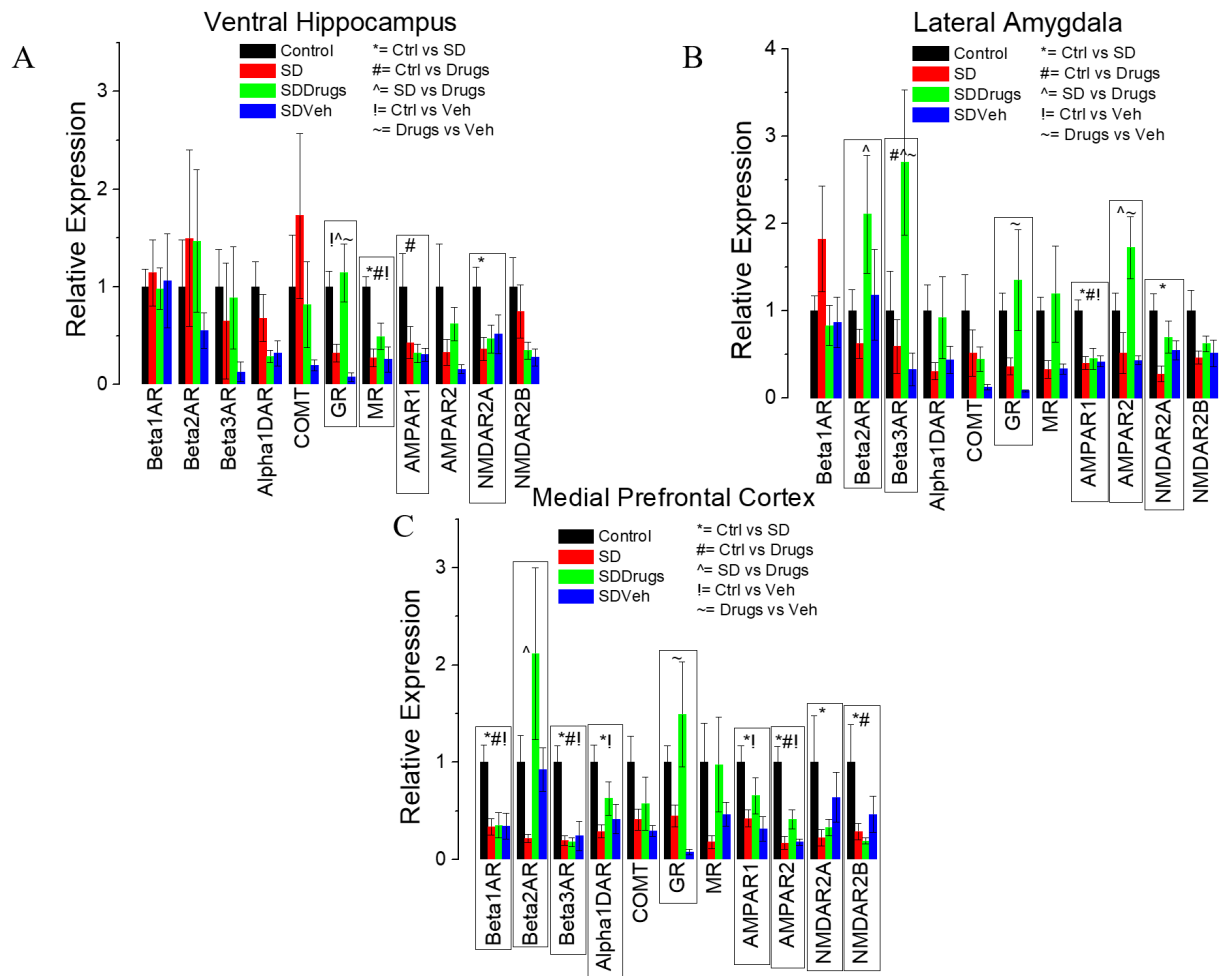 Ventral Hippocampus
A
Control
SD
SDDrugs
SDVeh
*= Ctrl vs SD
#= Ctrl vs Drugs
^= SD vs Drugs
!= Ctrl vs Veh
~= Drugs vs Veh
Relative Expression
3
2
1
0
!^~
*#!
#
*
Beta1AR
Beta2AR
Beta3AR
Alpha1DAR
COMT
GR
MR
AMPAR1
AMPAR2
NMDAR2A
NMDAR2B
Lateral Amygdala
B
Control
SD
SDDrugs
SDVeh
*= Ctrl vs SD
#= Ctrl vs Drugs
^= SD vs Drugs
!= Ctrl vs Veh
~= Drugs vs Veh
Relative Expression
4
3
2
1
0
^
#^~
~
*#!
^~
*
Beta1AR
Beta2AR
Beta3AR
Alpha1DAR
COMT
GR
MR
AMPAR1
AMPAR2
NMDAR2A
NMDAR2B
Medial Prefrontal Cortex
C
Control
SD
SDDrugs
SDVeh
*= Ctrl vs SD
#= Ctrl vs Drugs
^= SD vs Drugs
!= Ctrl vs Veh
~= Drugs vs Veh
Relative Expression
3
2
1
0
*#!
^
*#!
*!
~
*!
*#!
*
*#
Beta1AR
Beta2AR
Beta3AR
Alpha1DAR
COMT
GR
MR
AMPAR1
AMPAR2
NMDAR2A
NMDAR2B